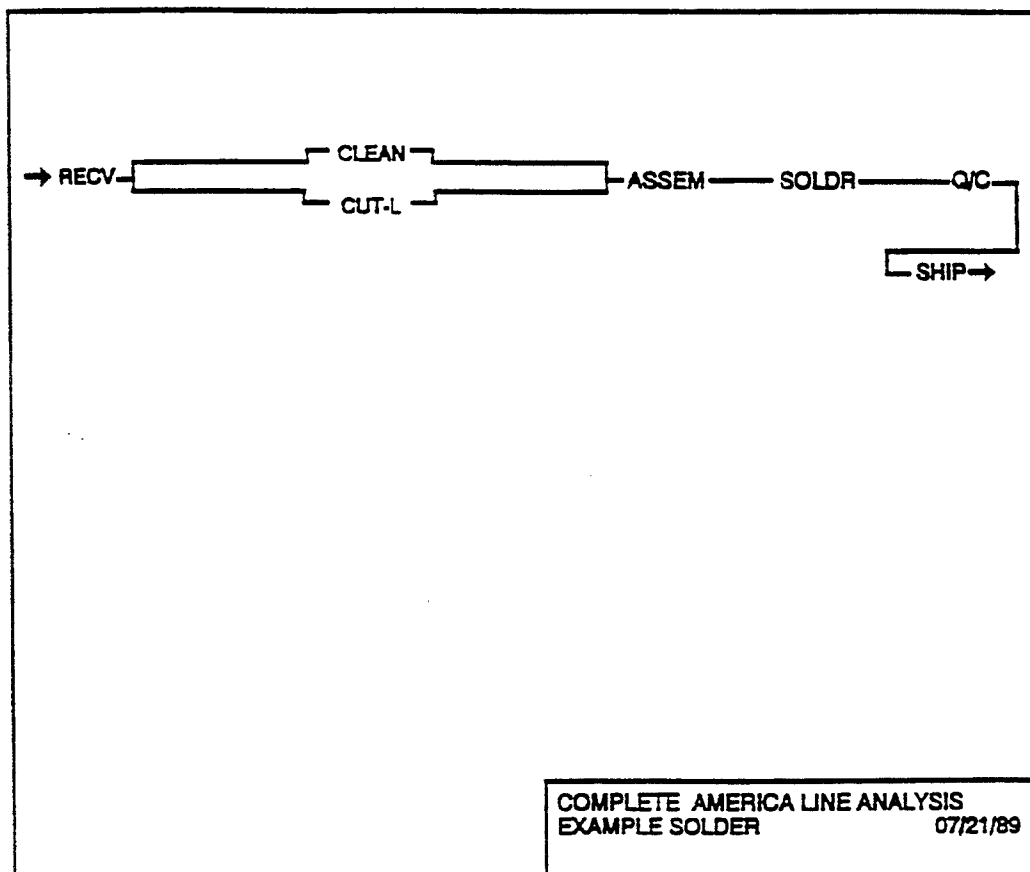 CLEAN
RECV
CUT-L
ASSEM
SOLDR
Q/C
SHIP
COMPLETE AMERICA LINE ANALYSIS
EXAMPLE SOLDER 07/21/89